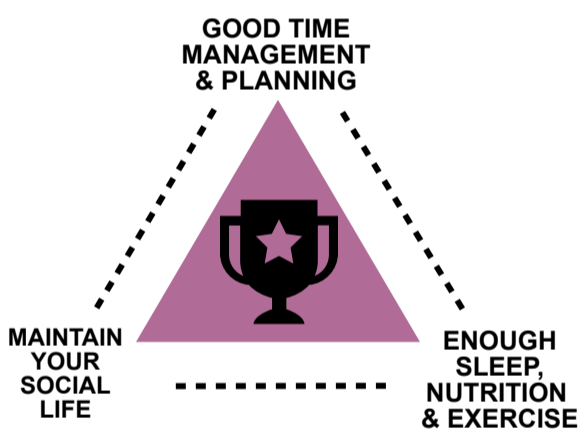 GOOD TIME
MANAGEMENT
& PLANNING
MAINTAIN
YOUR
SOCIAL
LIFE
ENOUGH
SLEEP,
NUTRITION
& EXERCISE